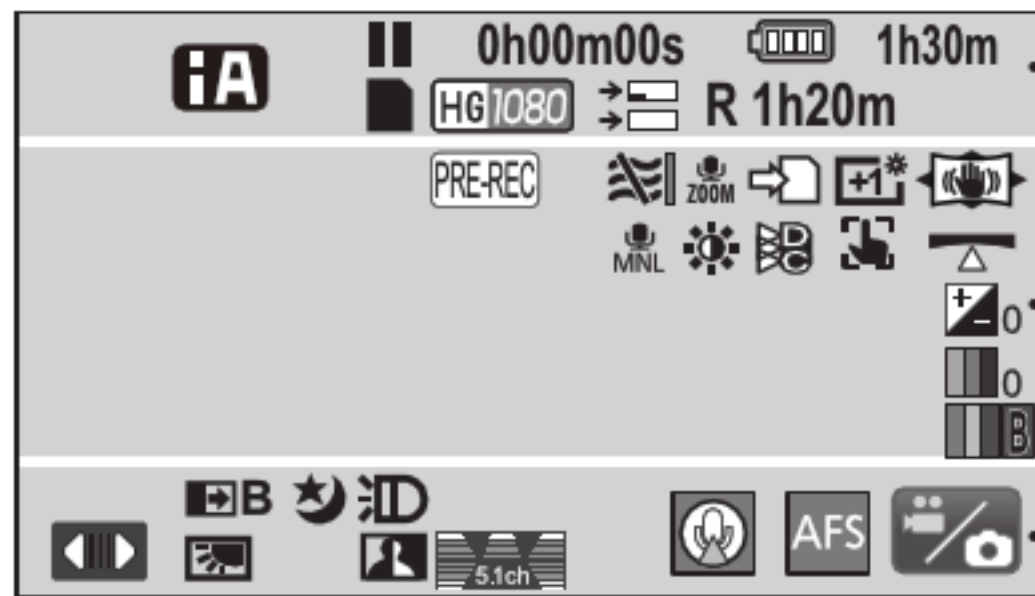 iA 0h00m00s 1h30m
HG 1080 R 1h20m
PRE-REC ZOOM +1
MNL D C
+ - 0
0
B
B
5.1ch AFS